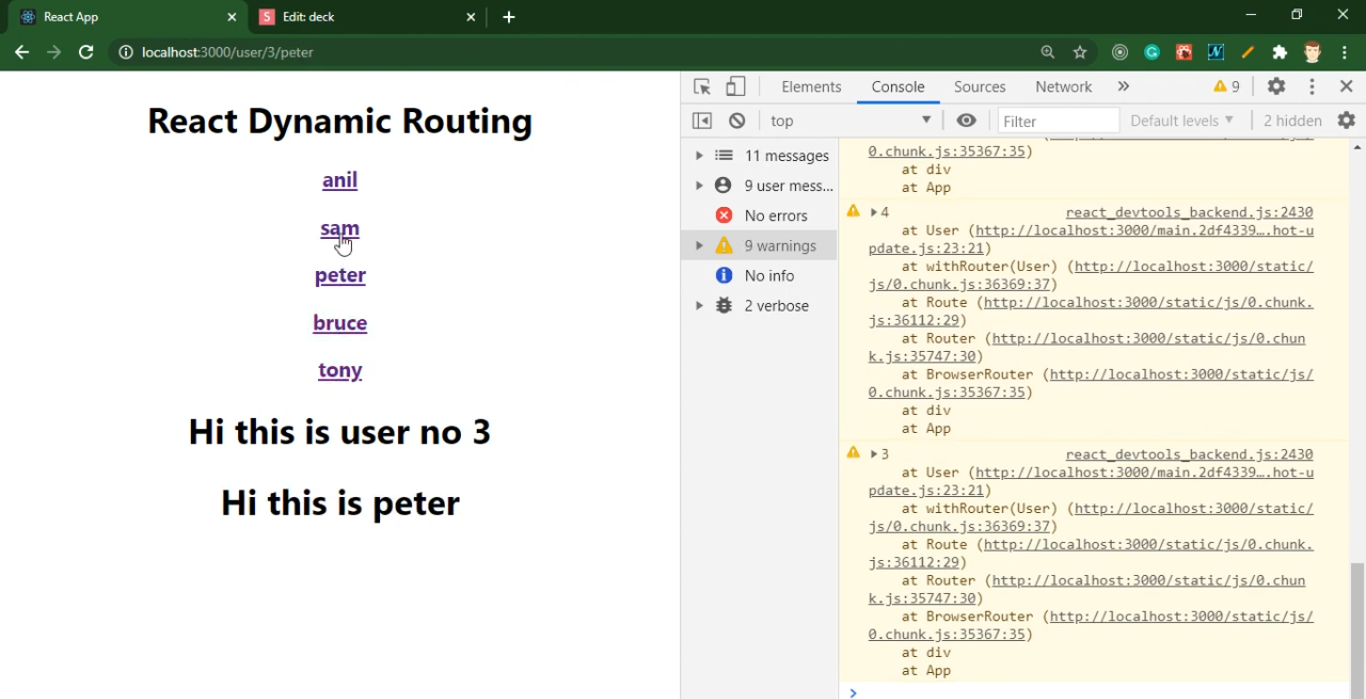 React App
Edit: deck
localhost:3000/user/3/peter
React Dynamic Routing
anil
sam
peter
bruce
tony
Hi this is user no 3
Hi this is peter
Elements Console Sources Network » 9
top Filter Default levels 2 hidden
11 messages
9 user mess...
No errors
9 warnings
No info
2 verbose
0.chunk.js:35367:35)
at div
at App
4 react_devtools_backend.js:2430
at User (http://localhost:3000/main.2df4339….hot-u
pdate.js:23:21)
at withRouter(User) (http://localhost:3000/static/
js/0.chunk.js:36369:37)
at Route (http://localhost:3000/static/js/0.chunk.
js:36112:29)
at Router (http://localhost:3000/static/js/0.chun
k.js:35747:30)
at BrowserRouter (http://localhost:3000/static/js/
0.chunk.js:35367:35)
at div
at App
3 react_devtools_backend.js:2430
at User (http://localhost:3000/main.2df4339….hot-u
pdate.js:23:21)
at withRouter(User) (http://localhost:3000/static/
js/0.chunk.js:36369:37)
at Route (http://localhost:3000/static/js/0.chunk.
js:36112:29)
at Router (http://localhost:3000/static/js/0.chun
k.js:35747:30)
at BrowserRouter (http://localhost:3000/static/js/
0.chunk.js:35367:35)
at div
at App